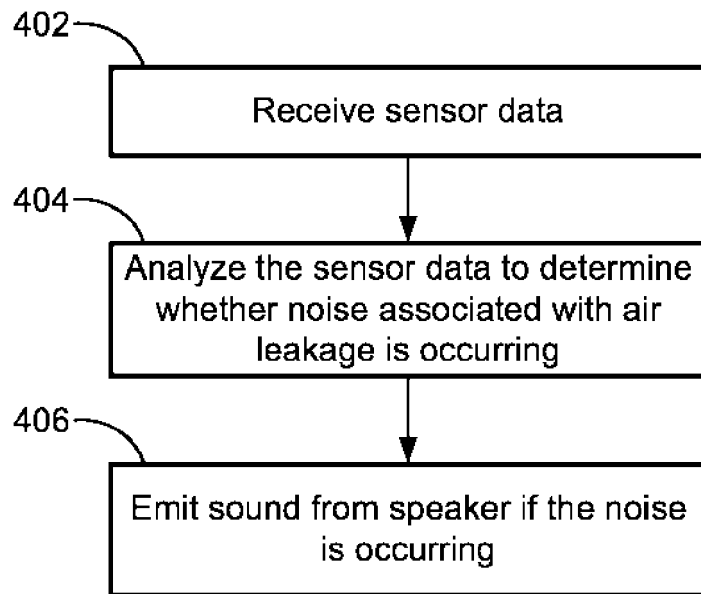 402
Receive sensor data
404
Analyze the sensor data to determine
whether noise associated with air
leakage is occurring
406
Emit sound from speaker if the noise
is occurring